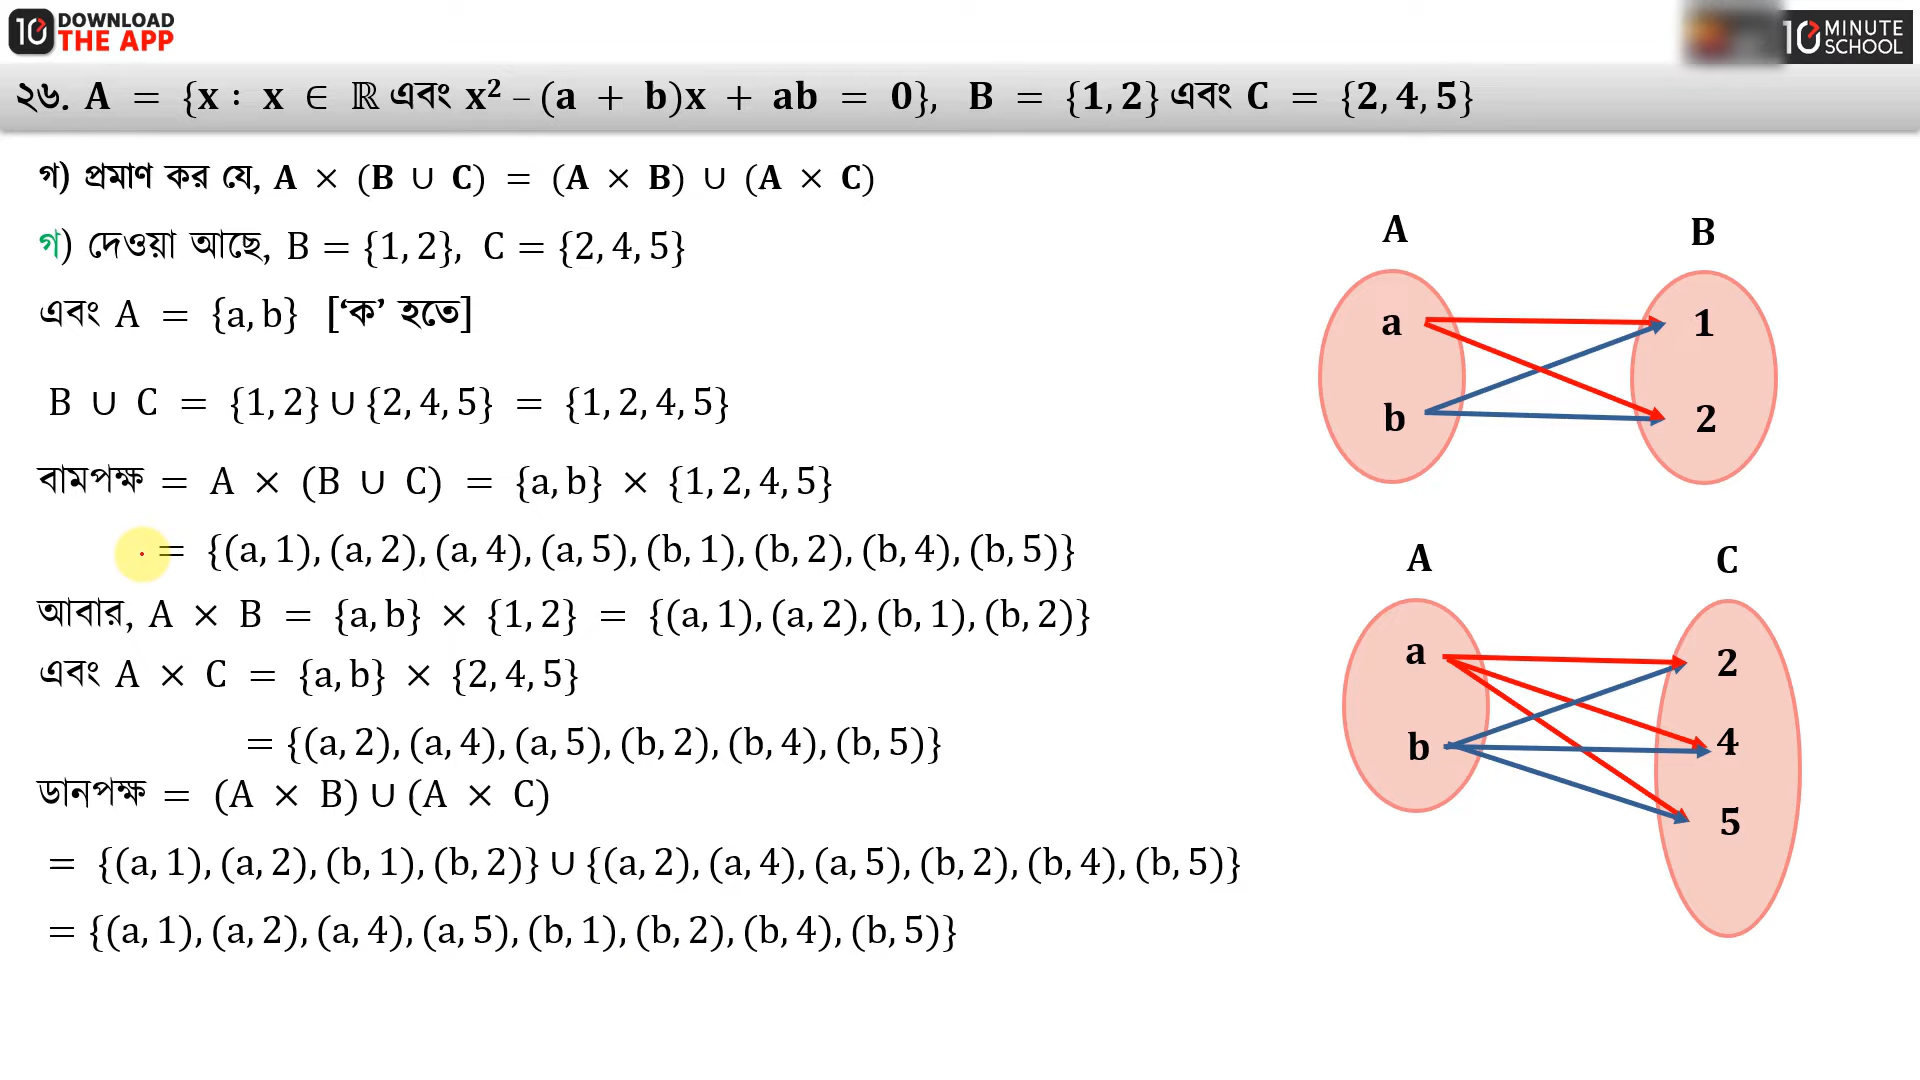 10 DOWNLOAD THE APP
10 MINUTE SCHOOL
২৬. A = {x : x ∈ ℝ এবং x² – (a + b)x + ab = 0}, B = {1, 2} এবং C = {2, 4, 5}
গ) প্রমাণ কর যে, A × (B ∪ C) = (A × B) ∪ (A × C)
গ) দেওয়া আছে, B = {1, 2}, C = {2, 4, 5}
এবং A = {a, b} [‘ক’ হতে]
B ∪ C = {1, 2} ∪ {2, 4, 5} = {1, 2, 4, 5}
বামপক্ষ = A × (B ∪ C) = {a, b} × {1, 2, 4, 5}
= {(a, 1), (a, 2), (a, 4), (a, 5), (b, 1), (b, 2), (b, 4), (b, 5)}
আবার, A × B = {a, b} × {1, 2} = {(a, 1), (a, 2), (b, 1), (b, 2)}
এবং A × C = {a, b} × {2, 4, 5}
= {(a, 2), (a, 4), (a, 5), (b, 2), (b, 4), (b, 5)}
ডানপক্ষ = (A × B) ∪ (A × C)
= {(a, 1), (a, 2), (b, 1), (b, 2)} ∪ {(a, 2), (a, 4), (a, 5), (b, 2), (b, 4), (b, 5)}
= {(a, 1), (a, 2), (a, 4), (a, 5), (b, 1), (b, 2), (b, 4), (b, 5)}
A B
a 1
b 2
A C
a 2
b 4
5